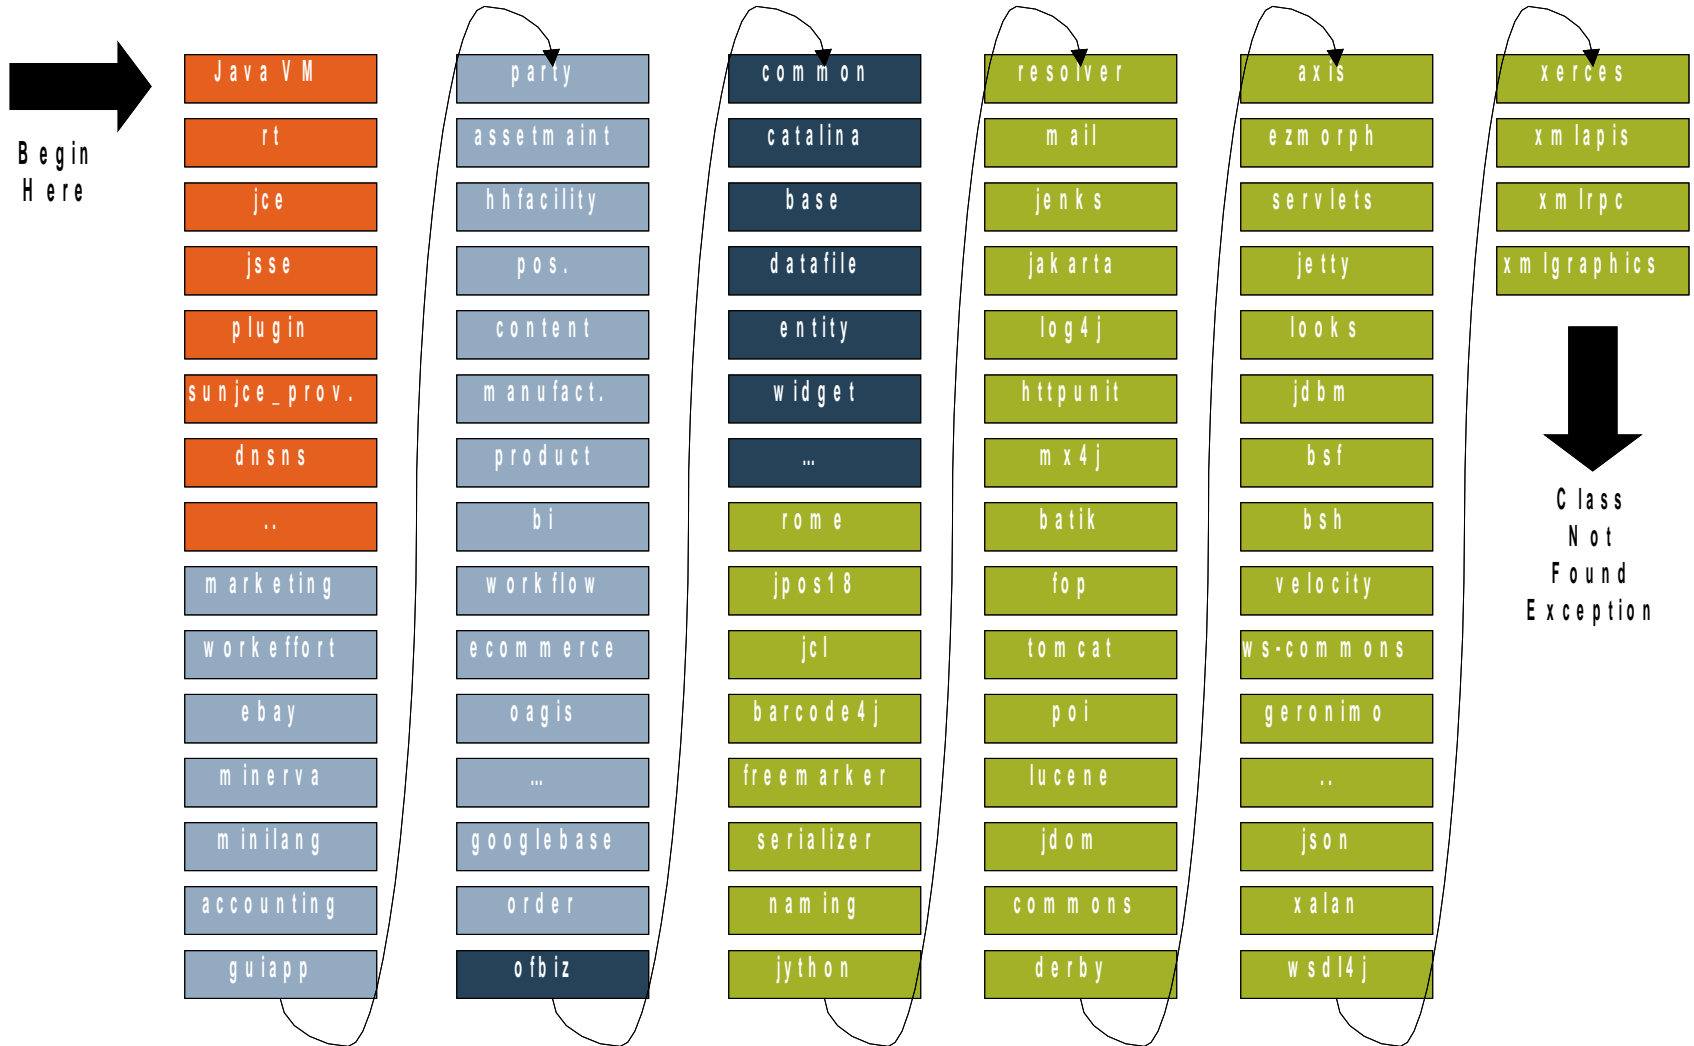 Begin
Here
Java VM
rt
jce
jsse
plugin
sunjce_prov.
dnsns
..
marketing
workeffort
ebay
minerva
minilang
accounting
guiapp
party
assetmaint
hhfacility
pos.
content
manufact.
product
bi
workflow
ecommerce
oagis
...
googlebase
order
ofbiz
common
catalina
base
datafile
entity
widget
...
rome
jpos18
jcl
barcode4j
freemarker
serializer
naming
jython
resolver
mail
jenks
jakarta
log4j
httpunit
mx4j
batik
fop
tomcat
poi
lucene
jdom
commons
derby
axis
ezmorph
servlets
jetty
looks
jdbm
bsf
bsh
velocity
ws-commons
geronimo
..
json
xalan
wsdl4j
xerces
xmlapis
xmlrpc
xmlgraphics
Class
Not
Found
Exception